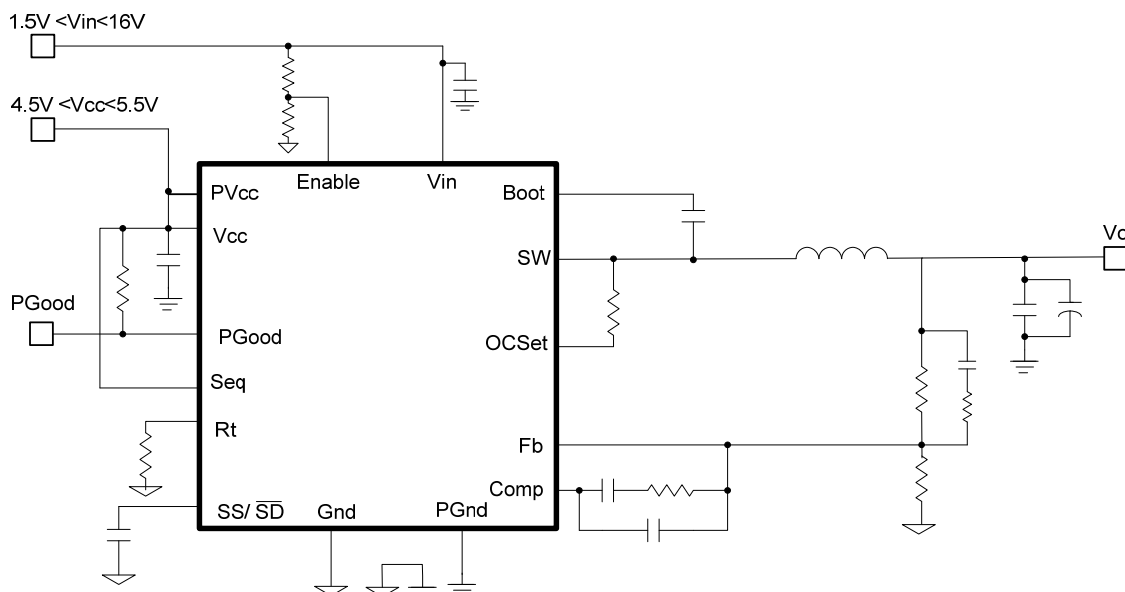 1.5V <Vin<16V
4.5V <Vcc<5.5V
Enable
Vin
PVcc
Boot
Vcc
Vo
SW
PGood
PGood
OCSet
Seq
Rt
Fb
Comp
SS/ SD
Gnd
PGnd